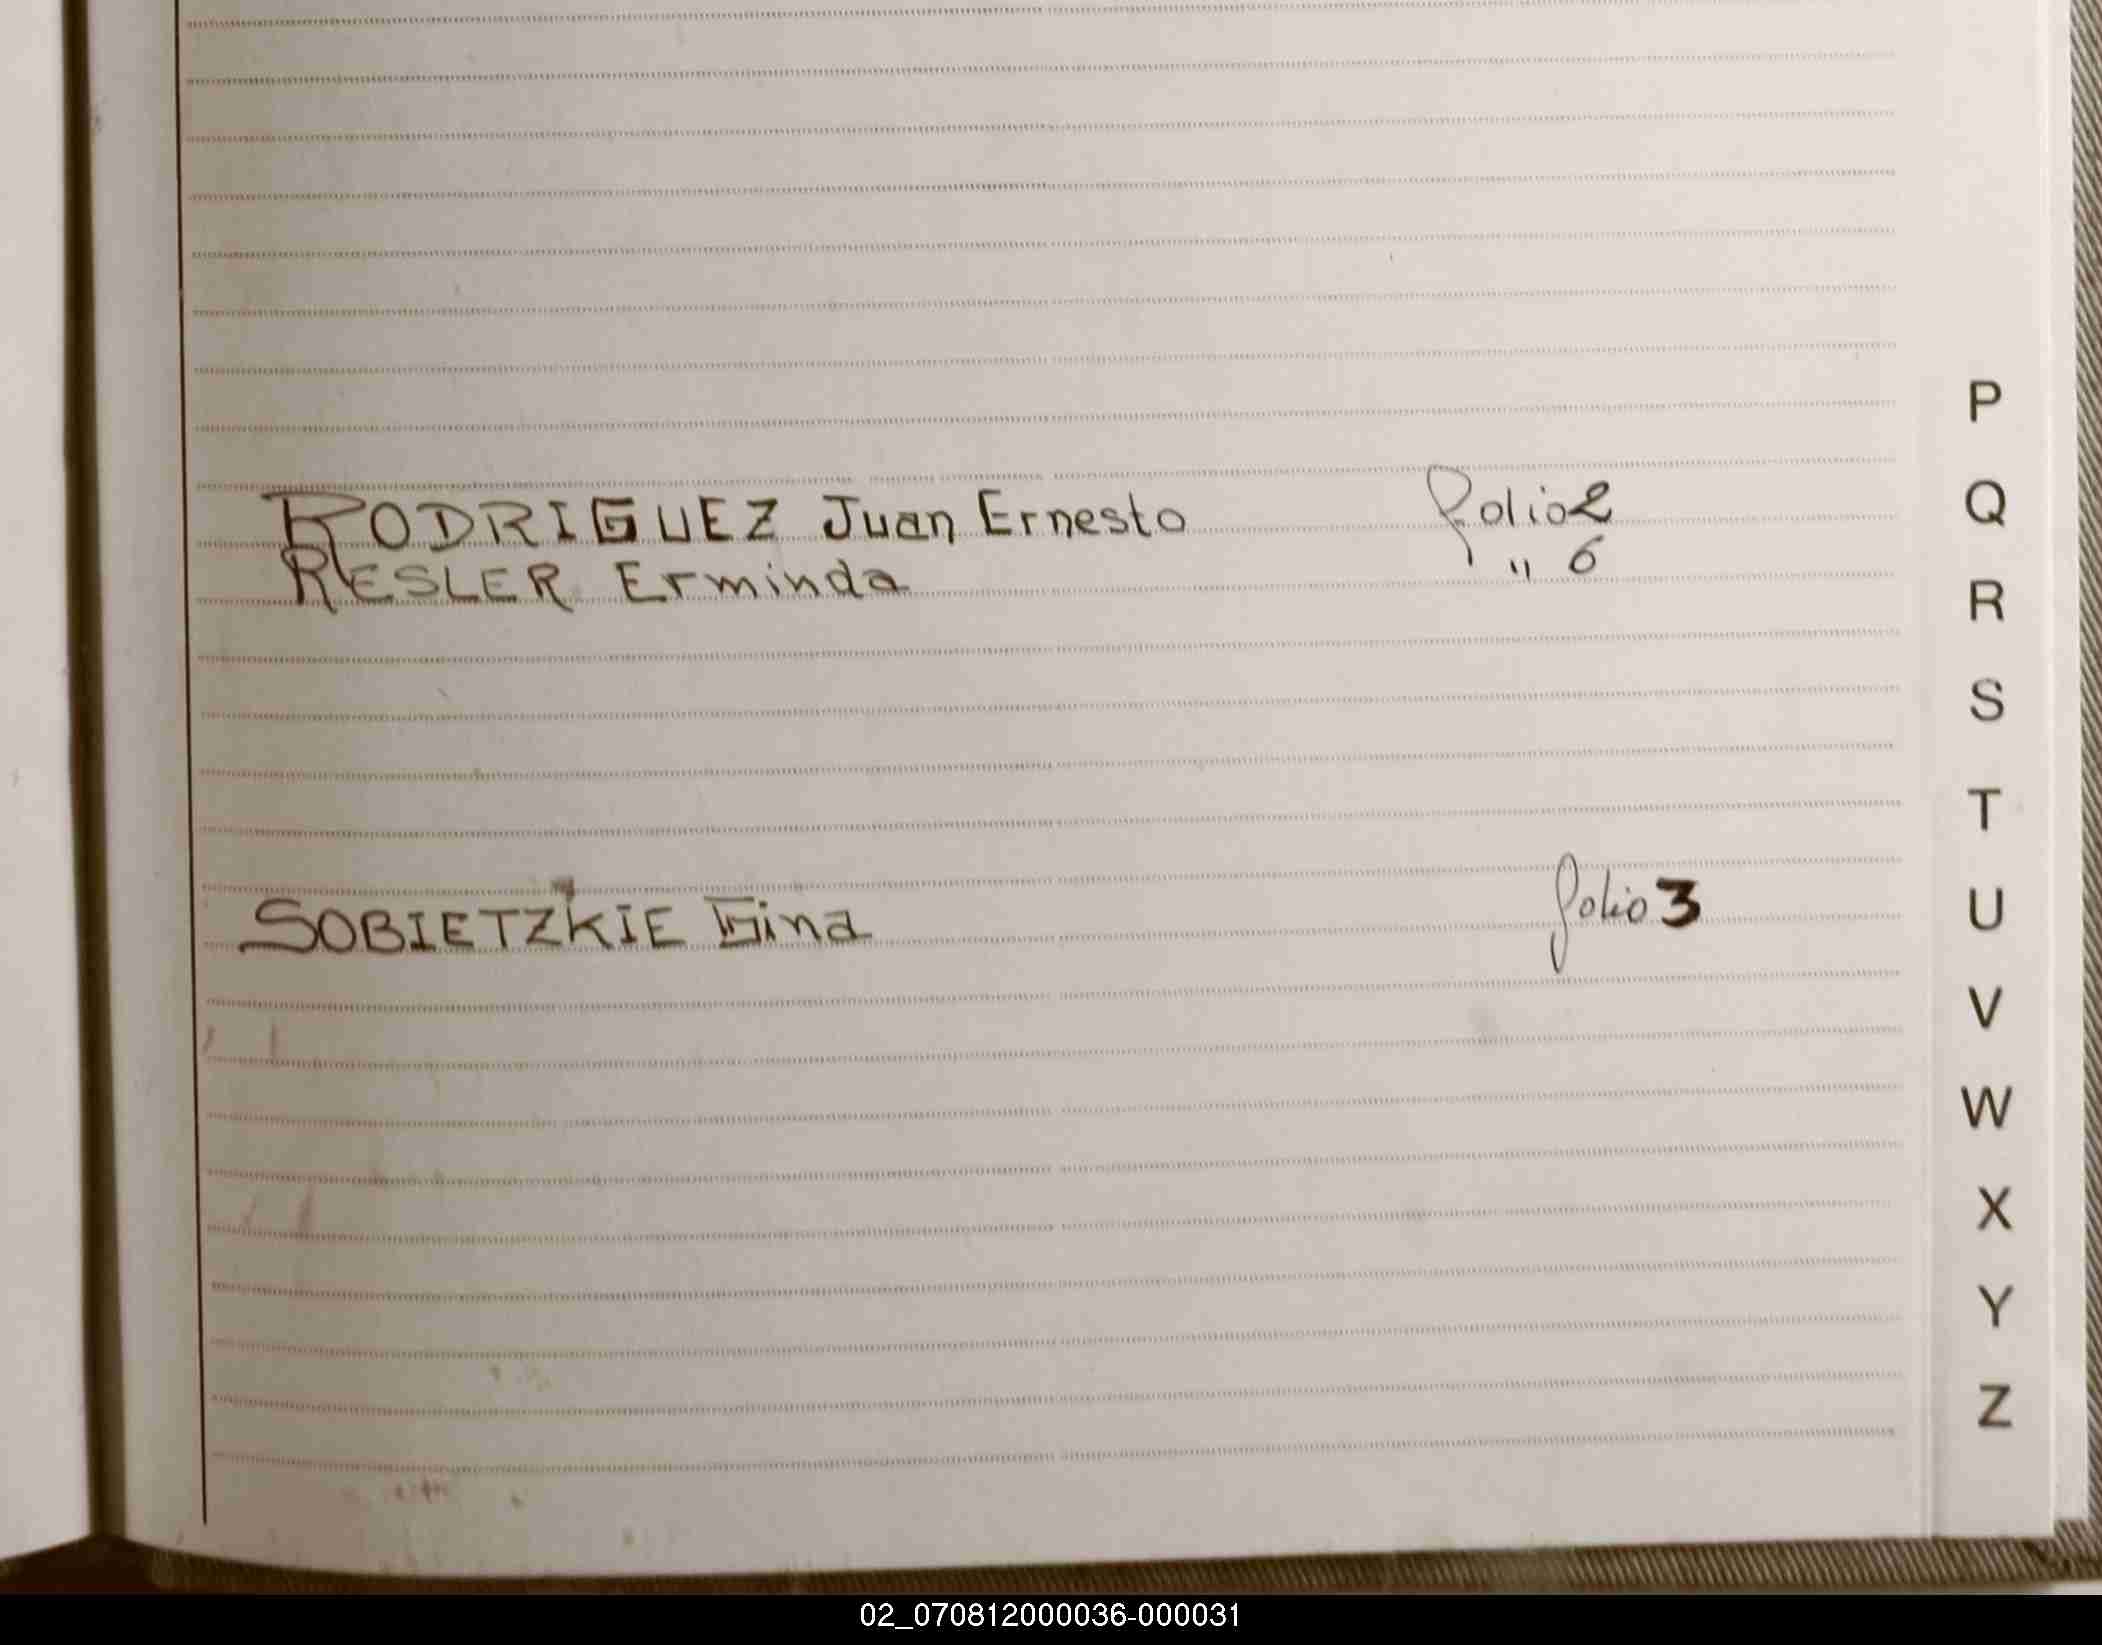 P
RODRIGUEZ Juan Ernesto folio 2
Q
RESLER Erminda " 6
R
S
T
SOBIETZKIE Gina folio 3
U
V
W
X
Y
Z
02_070812000036-000031